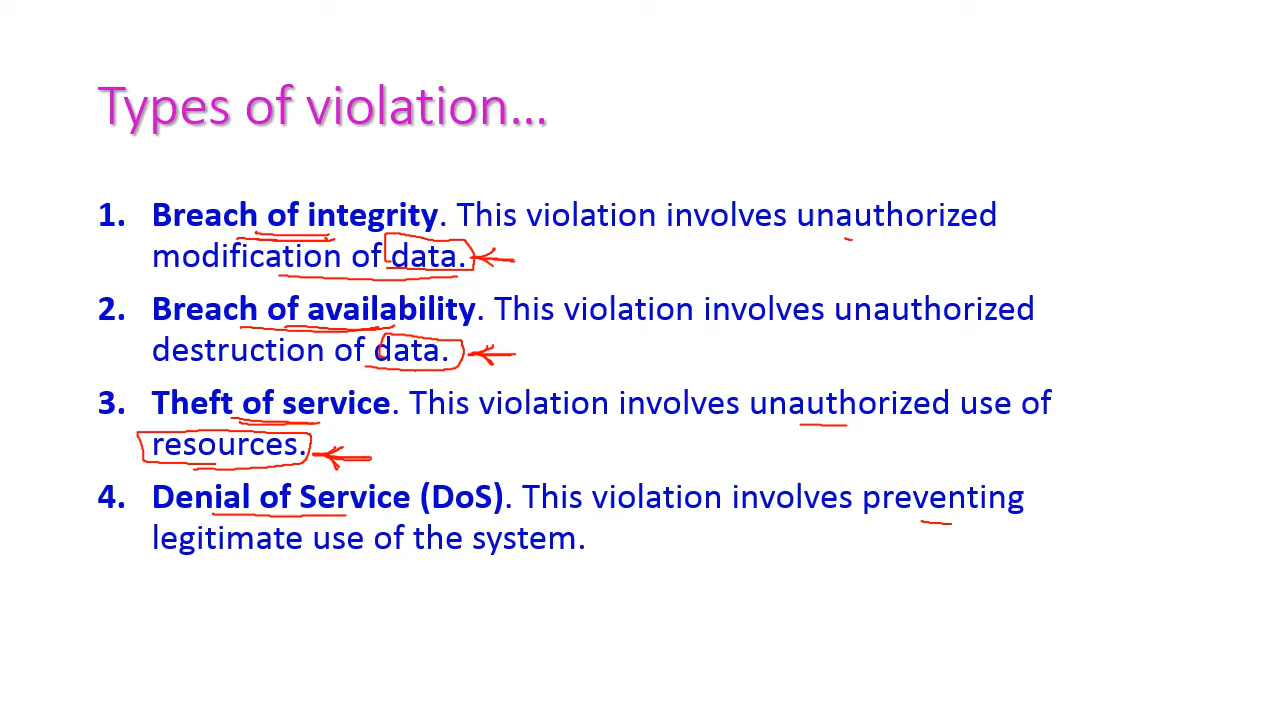 Types of violation...
1. Breach of integrity. This violation involves unauthorized
modification of data.
2. Breach of availability. This violation involves unauthorized
destruction of data.
3. Theft of service. This violation involves unauthorized use of
resources.
4. Denial of Service (DoS). This violation involves preventing
legitimate use of the system.